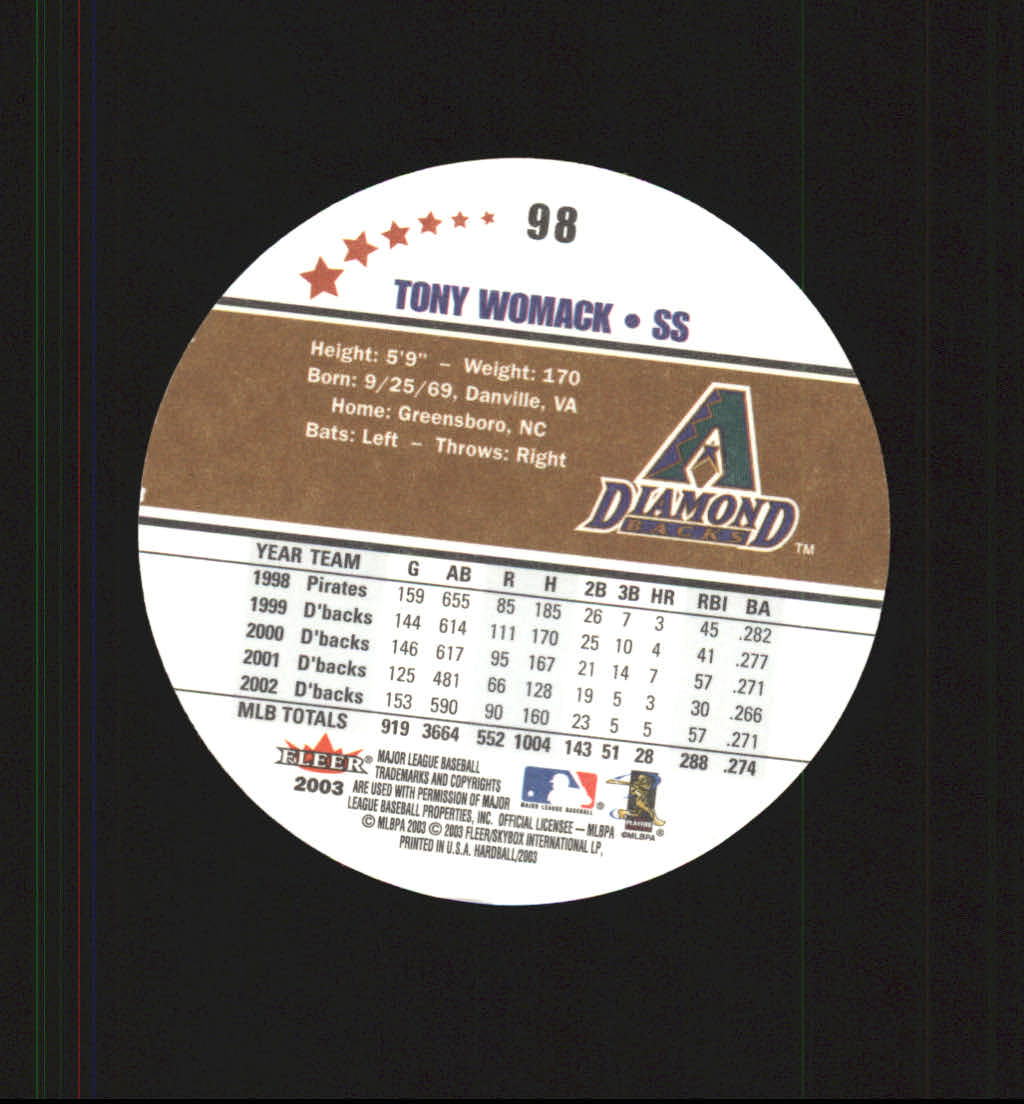 98
TONY WOMACK • SS
Height: 5'9" – Weight: 170
Born: 9/25/69, Danville, VA
Home: Greensboro, NC
Bats: Left – Throws: Right
A
DIAMOND
BACKS
TM
YEAR TEAM G AB R H 2B 3B HR RBI BA
1998 Pirates 159 655 85 185 26 7 3 45 .282
1999 D'backs 144 614 111 170 25 10 4 41 .277
2000 D'backs 146 617 95 167 21 14 7 57 .271
2001 D'backs 125 481 66 128 19 5 3 30 .266
2002 D'backs 153 590 90 160 23 5 5 57 .271
MLB TOTALS 919 3664 552 1004 143 51 28 288 .274
FLEER®
2003
MAJOR LEAGUE BASEBALL
TRADEMARKS AND COPYRIGHTS
ARE USED WITH PERMISSION OF MAJOR
LEAGUE BASEBALL PROPERTIES, INC. OFFICIAL LICENSEE – MLBPA
© MLBPA 2003 © 2003 FLEER/SKYBOX INTERNATIONAL LP,
PRINTED IN U.S.A. HARDBALL/2003
MAJOR LEAGUE BASEBALL ®
PLAYERS
©MLBPA ®